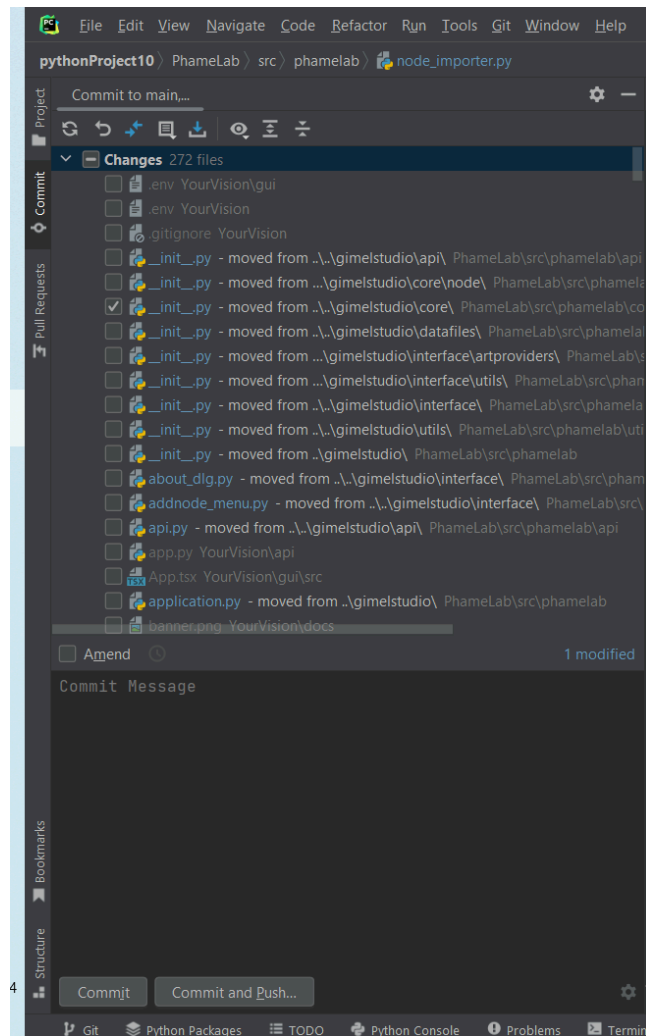 PC
File Edit View Navigate Code Refactor Run Tools Git Window Help
pythonProject10 PhameLab src phamelab node_importer.py
Project
Commit
Pull Requests
Bookmarks
Structure
Commit to main,...
Changes 272 files
.env YourVision\gui
.env YourVision
.gitignore YourVision
__init__.py - moved from ..\..\gimelstudio\api\ PhameLab\src\phamelab\api
__init__.py - moved from ...\gimelstudio\core\node\ PhameLab\src\phamela
__init__.py - moved from ..\..\gimelstudio\core\ PhameLab\src\phamelab\co
__init__.py - moved from ..\..\gimelstudio\datafiles\ PhameLab\src\phamela
__init__.py - moved from ...\gimelstudio\interface\artproviders\ PhameLab\s
__init__.py - moved from ...\gimelstudio\interface\utils\ PhameLab\src\pham
__init__.py - moved from ..\..\gimelstudio\interface\ PhameLab\src\phamela
__init__.py - moved from ..\..\gimelstudio\utils\ PhameLab\src\phamelab\uti
__init__.py - moved from ..\gimelstudio\ PhameLab\src\phamelab
about_dlg.py - moved from ..\..\gimelstudio\interface\ PhameLab\src\pham
addnode_menu.py - moved from ..\..\gimelstudio\interface\ PhameLab\src\
api.py - moved from ..\..\gimelstudio\api\ PhameLab\src\phamelab\api
app.py YourVision\api
TSX App.tsx YourVision\gui\src
application.py - moved from ..\gimelstudio\ PhameLab\src\phamelab
banner.png YourVision\docs
Amend 1 modified
Commit Message
4
Commit Commit and Push...
Git Python Packages TODO Python Console Problems Termin